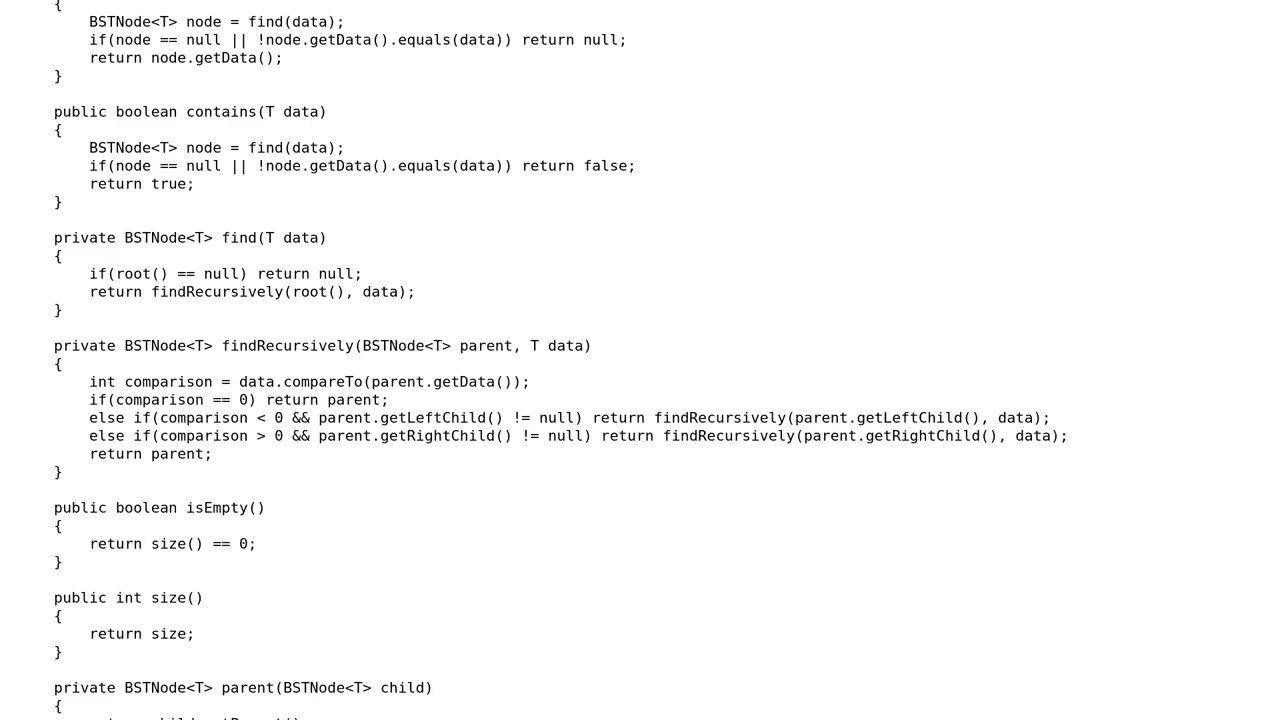 {
BSTNode<T> node = find(data);
if(node == null || !node.getData().equals(data)) return null;
return node.getData();
}
public boolean contains(T data)
{
BSTNode<T> node = find(data);
if(node == null || !node.getData().equals(data)) return false;
return true;
}
private BSTNode<T> find(T data)
{
if(root() == null) return null;
return findRecursively(root(), data);
}
private BSTNode<T> findRecursively(BSTNode<T> parent, T data)
{
int comparison = data.compareTo(parent.getData());
if(comparison == 0) return parent;
else if(comparison < 0 && parent.getLeftChild() != null) return findRecursively(parent.getLeftChild(), data);
else if(comparison > 0 && parent.getRightChild() != null) return findRecursively(parent.getRightChild(), data);
return parent;
}
public boolean isEmpty()
{
return size() == 0;
}
public int size()
{
return size;
}
private BSTNode<T> parent(BSTNode<T> child)
{